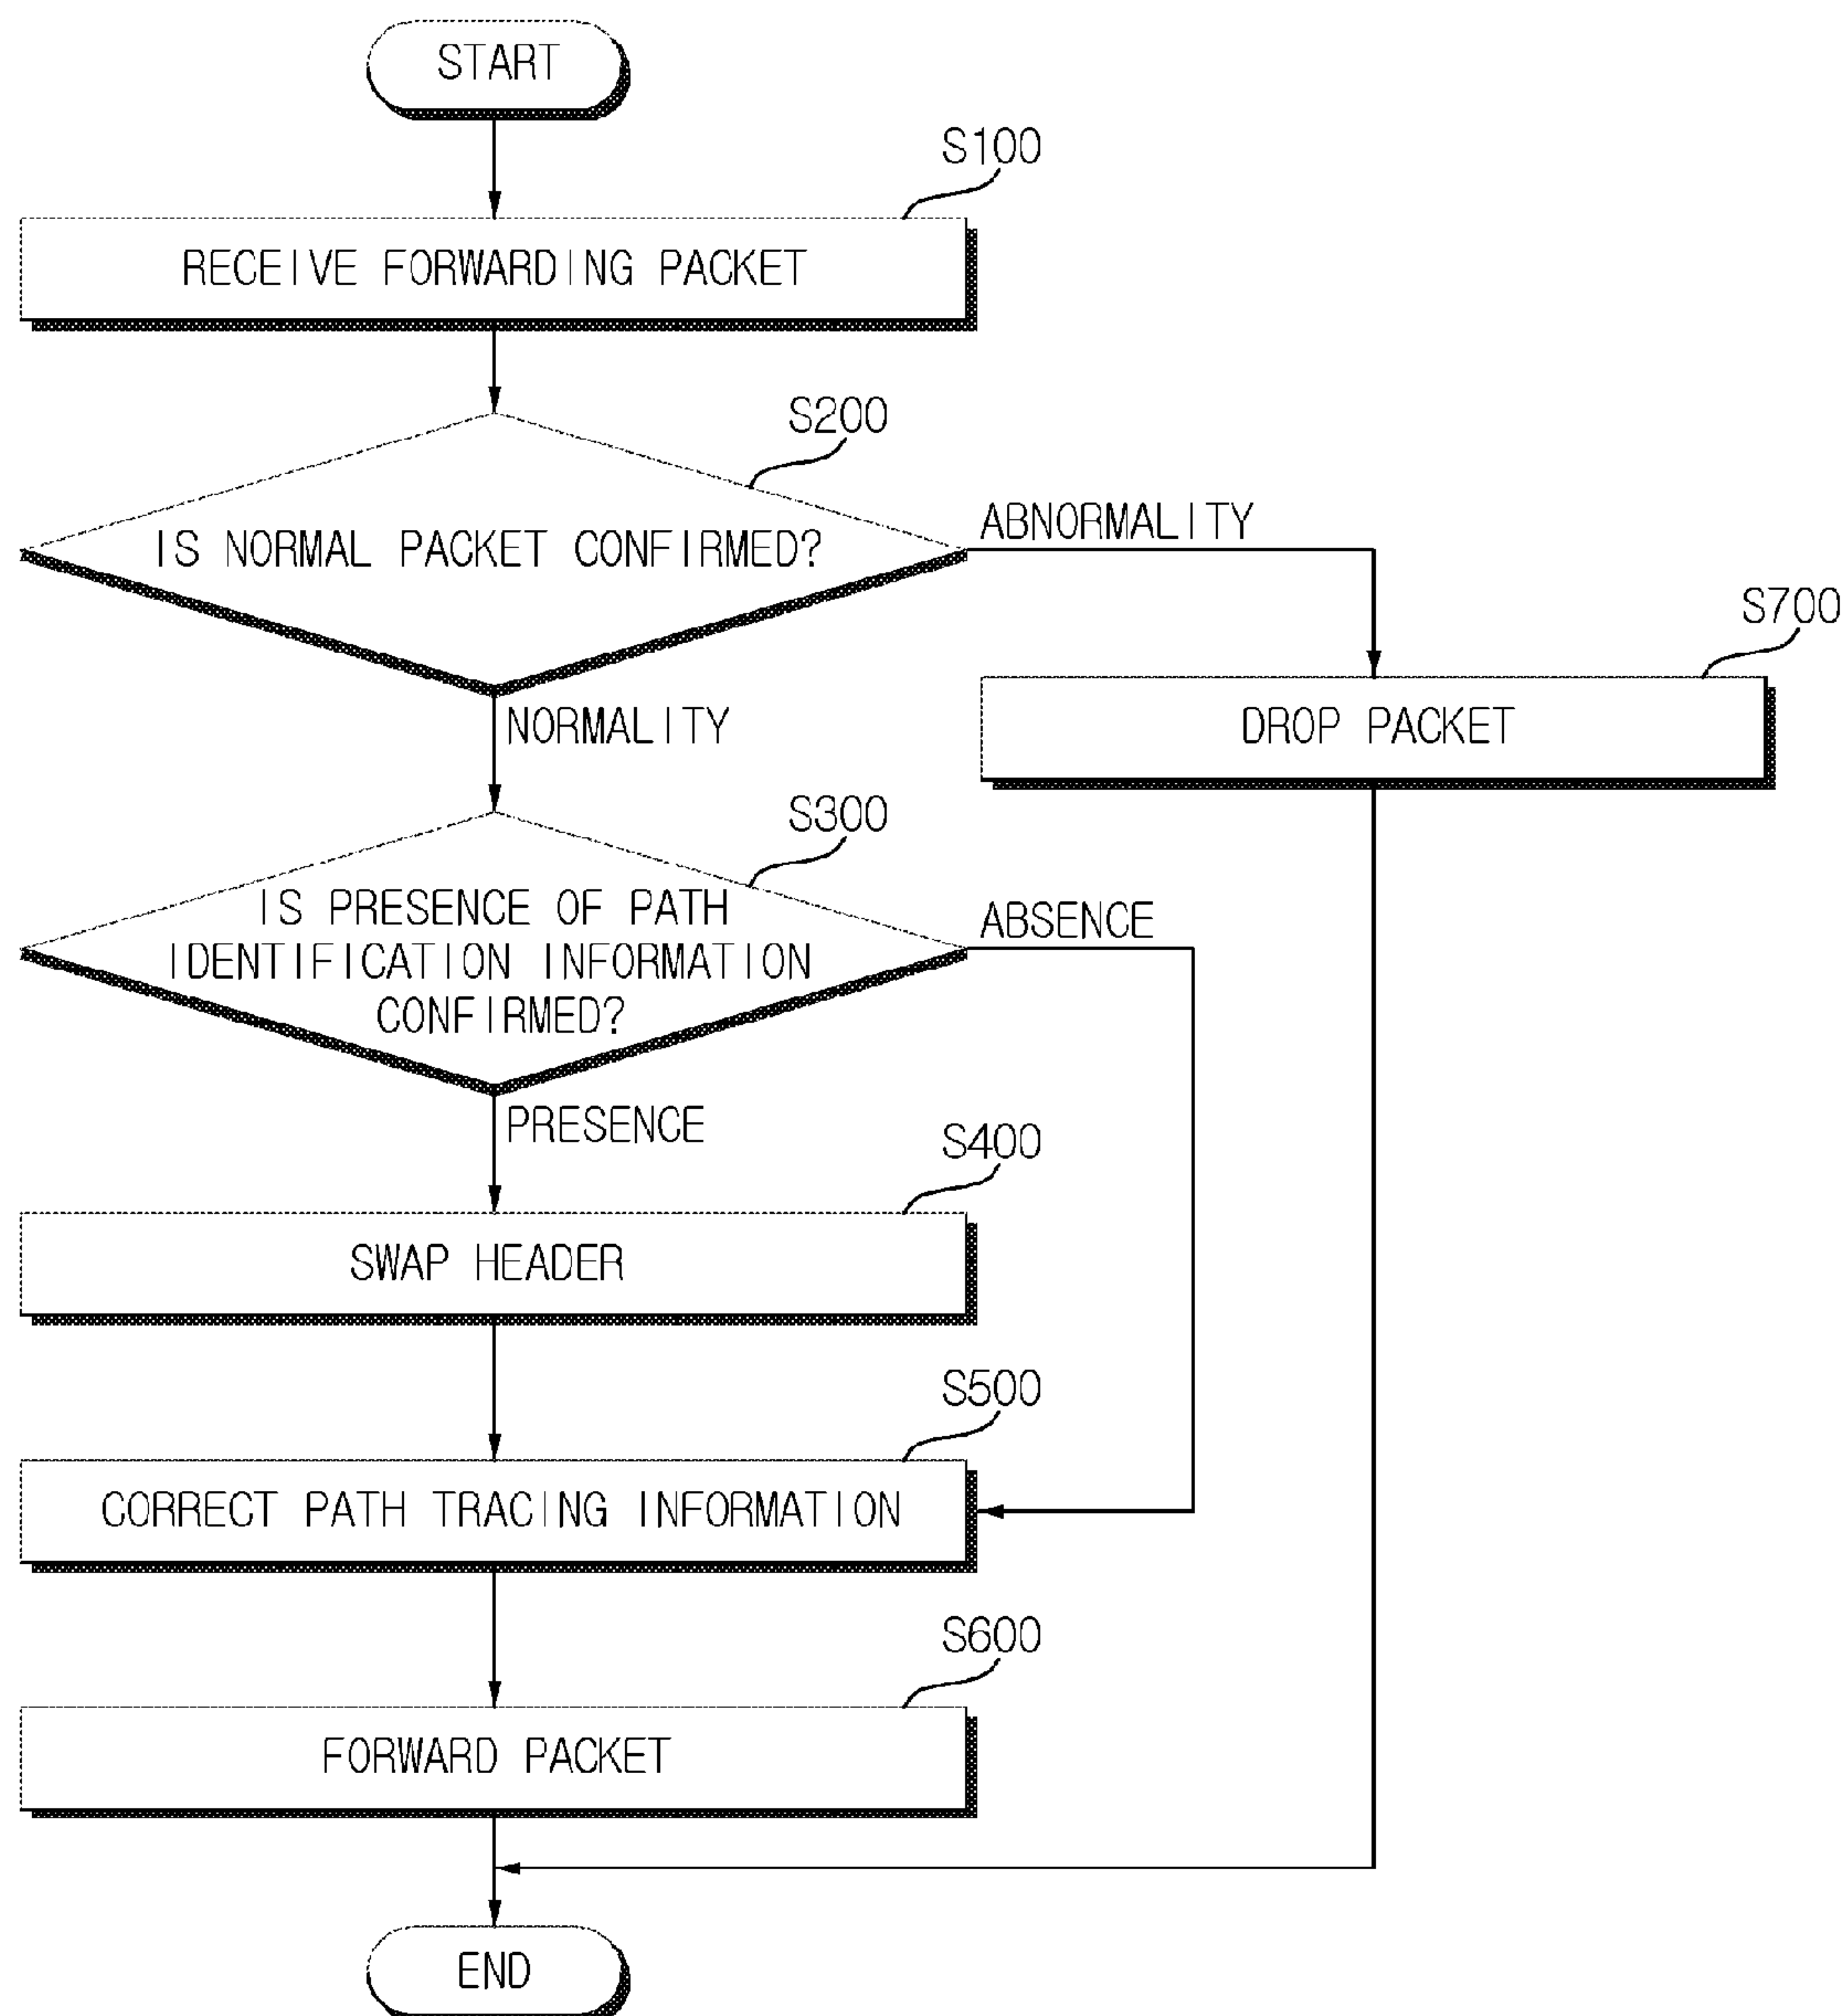 START
S100
RECEIVE FORWARDING PACKET
S200
IS NORMAL PACKET CONFIRMED?
ABNORMALITY
S700
DROP PACKET
NORMALITY
S300
IS PRESENCE OF PATH
IDENTIFICATION INFORMATION
CONFIRMED?
ABSENCE
PRESENCE
S400
SWAP HEADER
S500
CORRECT PATH TRACING INFORMATION
S600
FORWARD PACKET
END